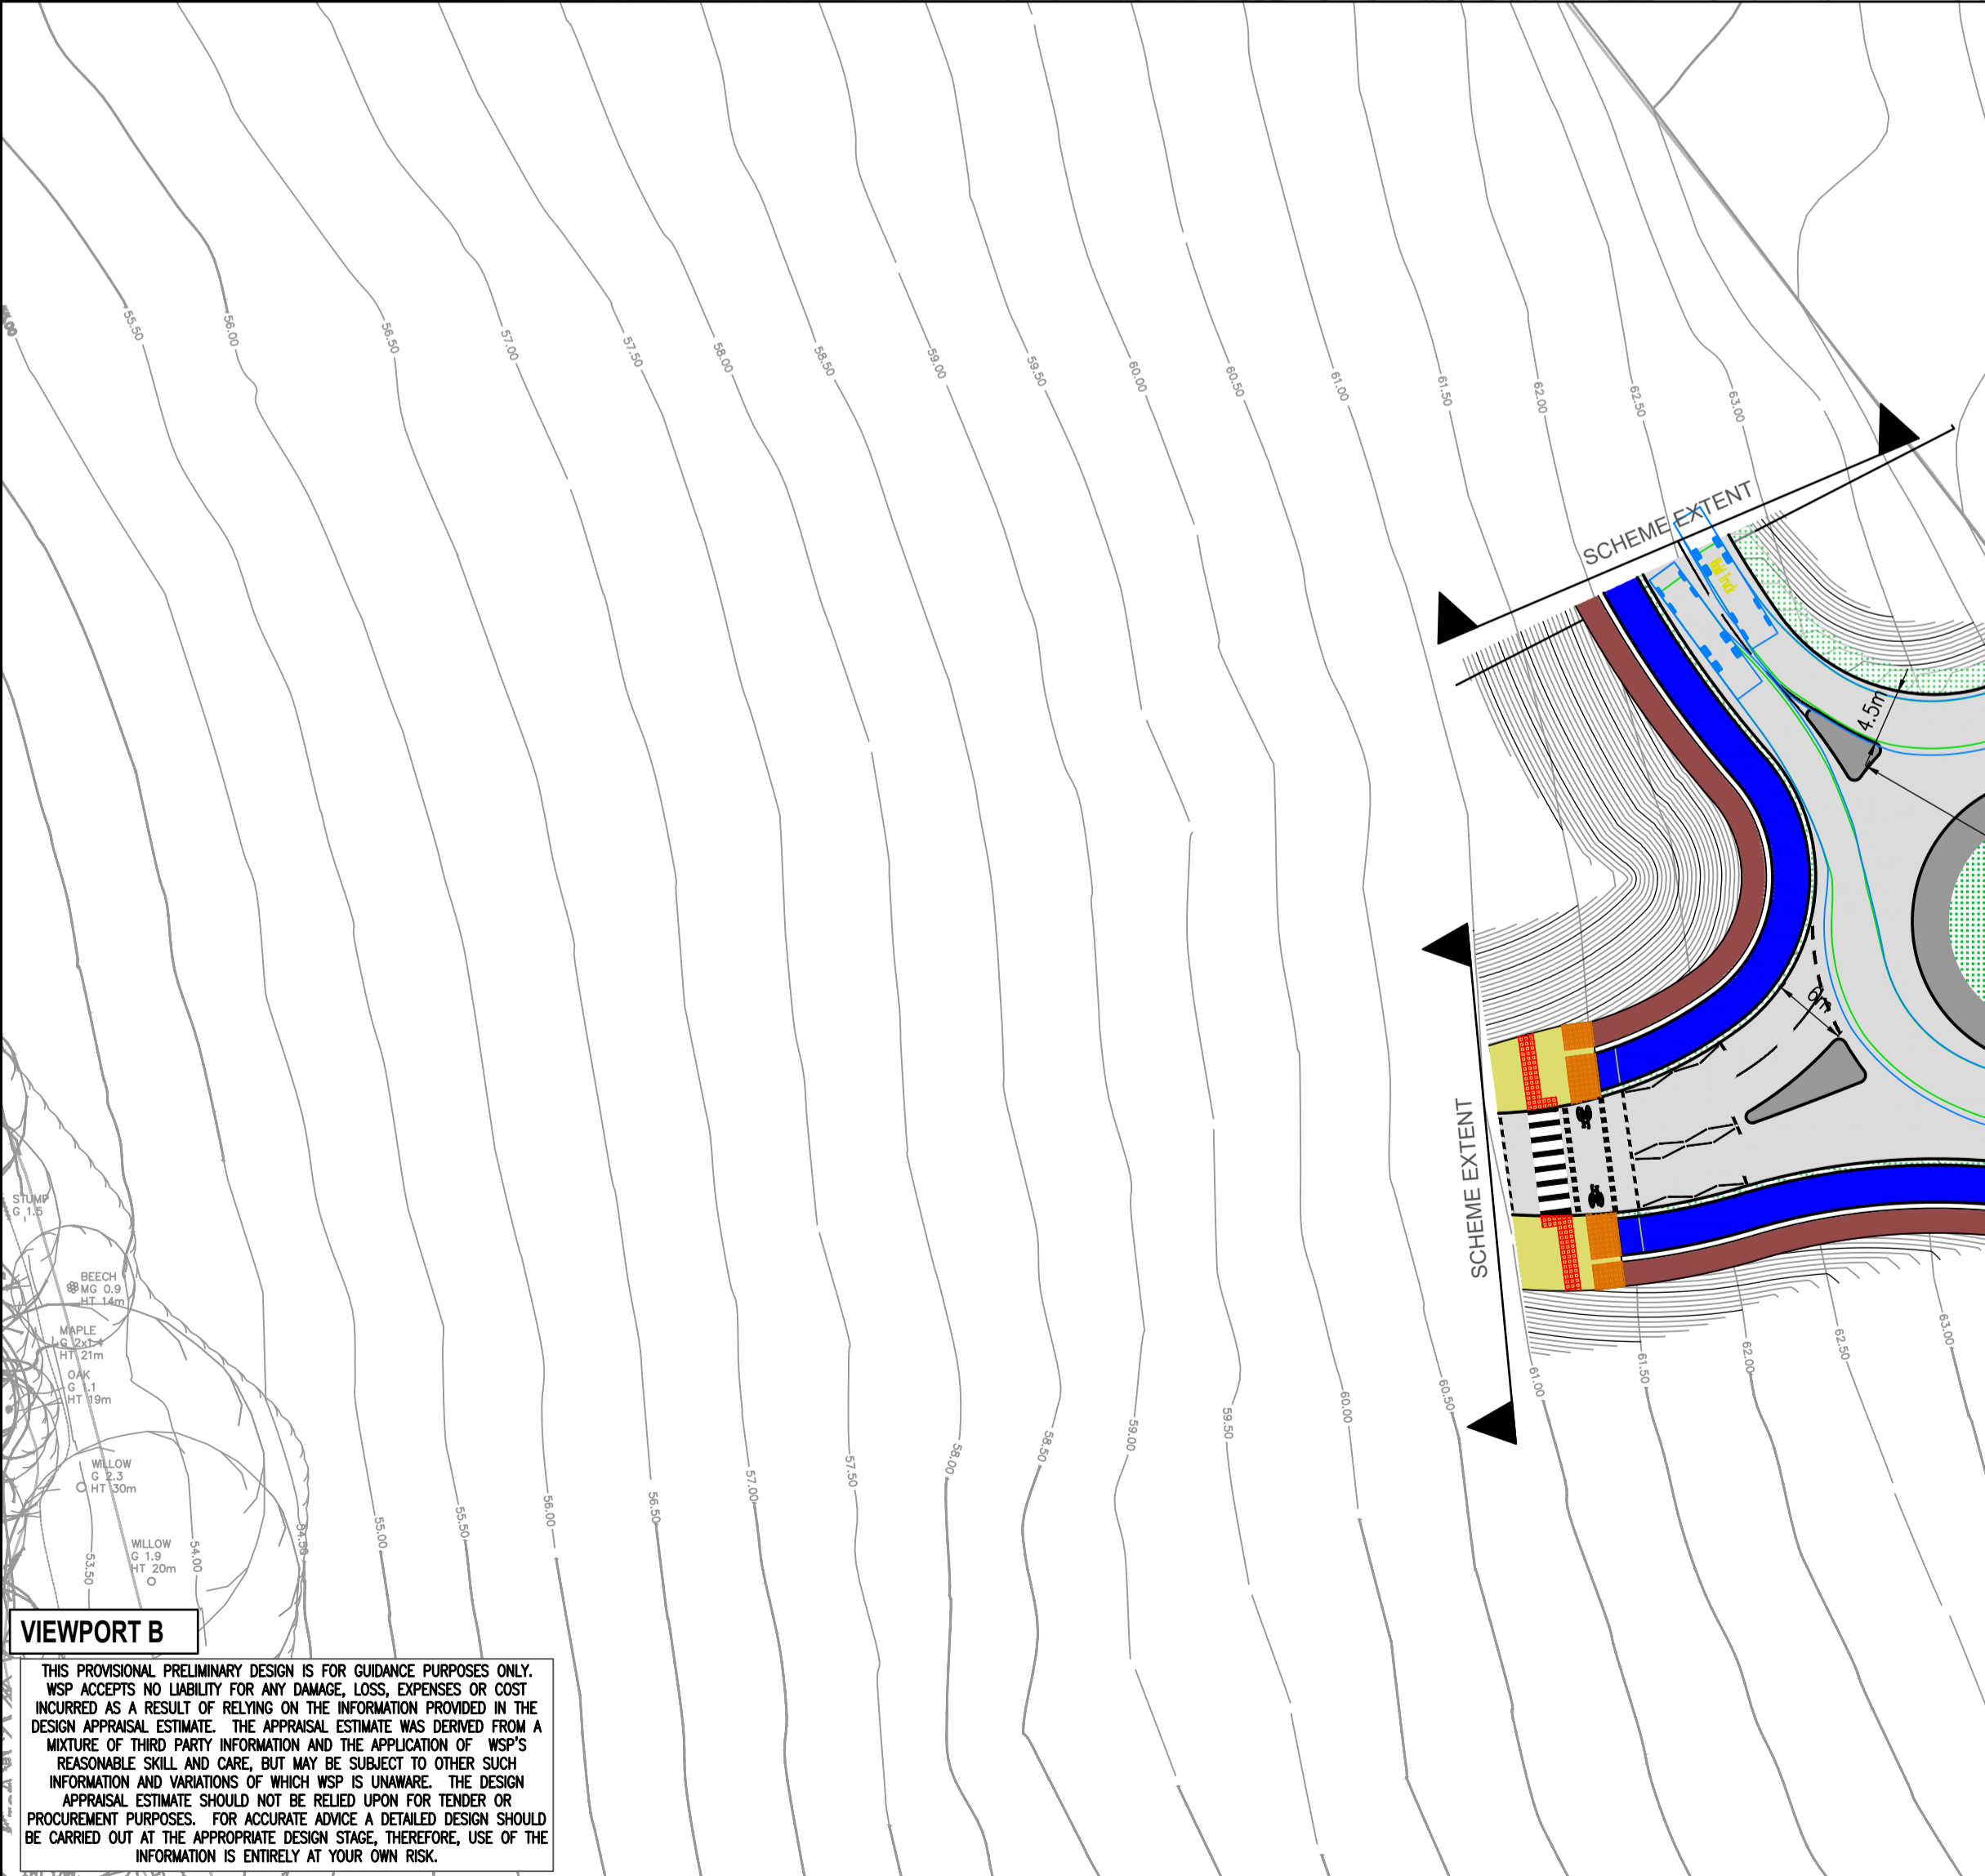 55.50
56.00
56.50
57.00
57.50
58.00
58.50
59.00
59.50
60.00
60.50
61.00
61.50
62.00
62.50
63.00
SCHEME EXTENT
4.5m
6m
SCHEME EXTENT
STUMP
G 1.5
BEECH
MG 0.9
HT 14m
MAPLE
G 2x1.4
HT 21m
OAK
G 1.1
HT 19m
WILLOW
G 2.3
HT 30m
WILLOW
G 1.9
HT 20m
53.50
54.00
54.50
55.00
55.50
56.00
56.50
57.00
57.50
58.00
58.50
59.00
59.50
60.00
60.50
61.00
61.50
62.00
62.50
63.00
VIEWPORT B
THIS PROVISIONAL PRELIMINARY DESIGN IS FOR GUIDANCE PURPOSES ONLY.
WSP ACCEPTS NO LIABILITY FOR ANY DAMAGE, LOSS, EXPENSES OR COST
INCURRED AS A RESULT OF RELYING ON THE INFORMATION PROVIDED IN THE
DESIGN APPRAISAL ESTIMATE. THE APPRAISAL ESTIMATE WAS DERIVED FROM A
MIXTURE OF THIRD PARTY INFORMATION AND THE APPLICATION OF WSP'S
REASONABLE SKILL AND CARE, BUT MAY BE SUBJECT TO OTHER SUCH
INFORMATION AND VARIATIONS OF WHICH WSP IS UNAWARE. THE DESIGN
APPRAISAL ESTIMATE SHOULD NOT BE RELIED UPON FOR TENDER OR
PROCUREMENT PURPOSES. FOR ACCURATE ADVICE A DETAILED DESIGN SHOULD
BE CARRIED OUT AT THE APPROPRIATE DESIGN STAGE, THEREFORE, USE OF THE
INFORMATION IS ENTIRELY AT YOUR OWN RISK.